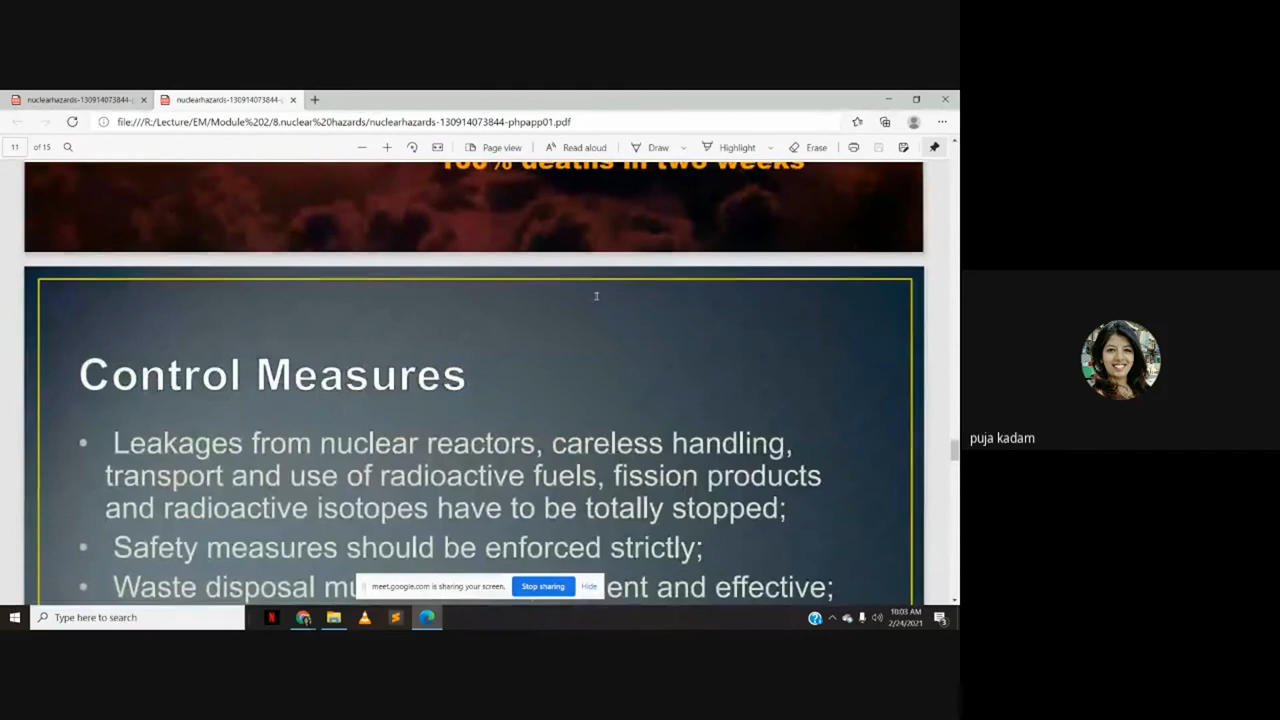 nuclearhazards-130914073844-
nuclearhazards-130914073844-
file:///R:/Lecture/EM/Module%202/8.nuclear%20hazards/nuclearhazards-130914073844-phpapp01.pdf
11 of 15 Page view Read aloud Draw Highlight Erase
100% deaths in two weeks
Control Measures
• Leakages from nuclear reactors, careless handling,
transport and use of radioactive fuels, fission products
and radioactive isotopes have to be totally stopped;
• Safety measures should be enforced strictly;
• Waste disposal mu ent and effective;
meet.google.com is sharing your screen. Stop sharing Hide
Type here to search
10:03 AM
2/24/2021
puja kadam